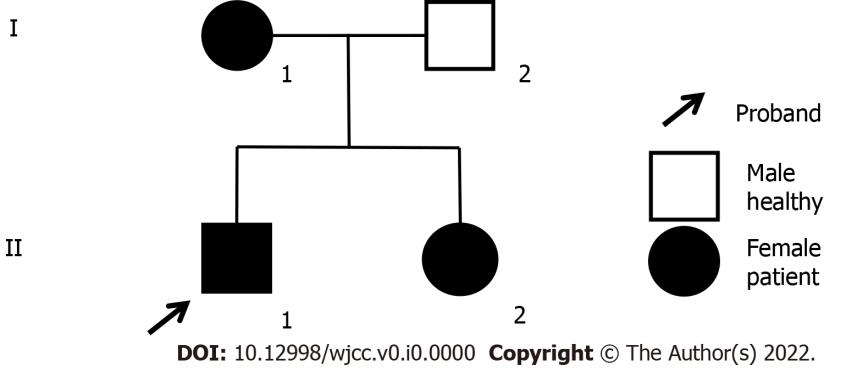 I
1
2
Proband
Male
healthy
Female
patient
II
1
2
DOI: 10.12998/wjcc.v0.i0.0000 Copyright © The Author(s) 2022.